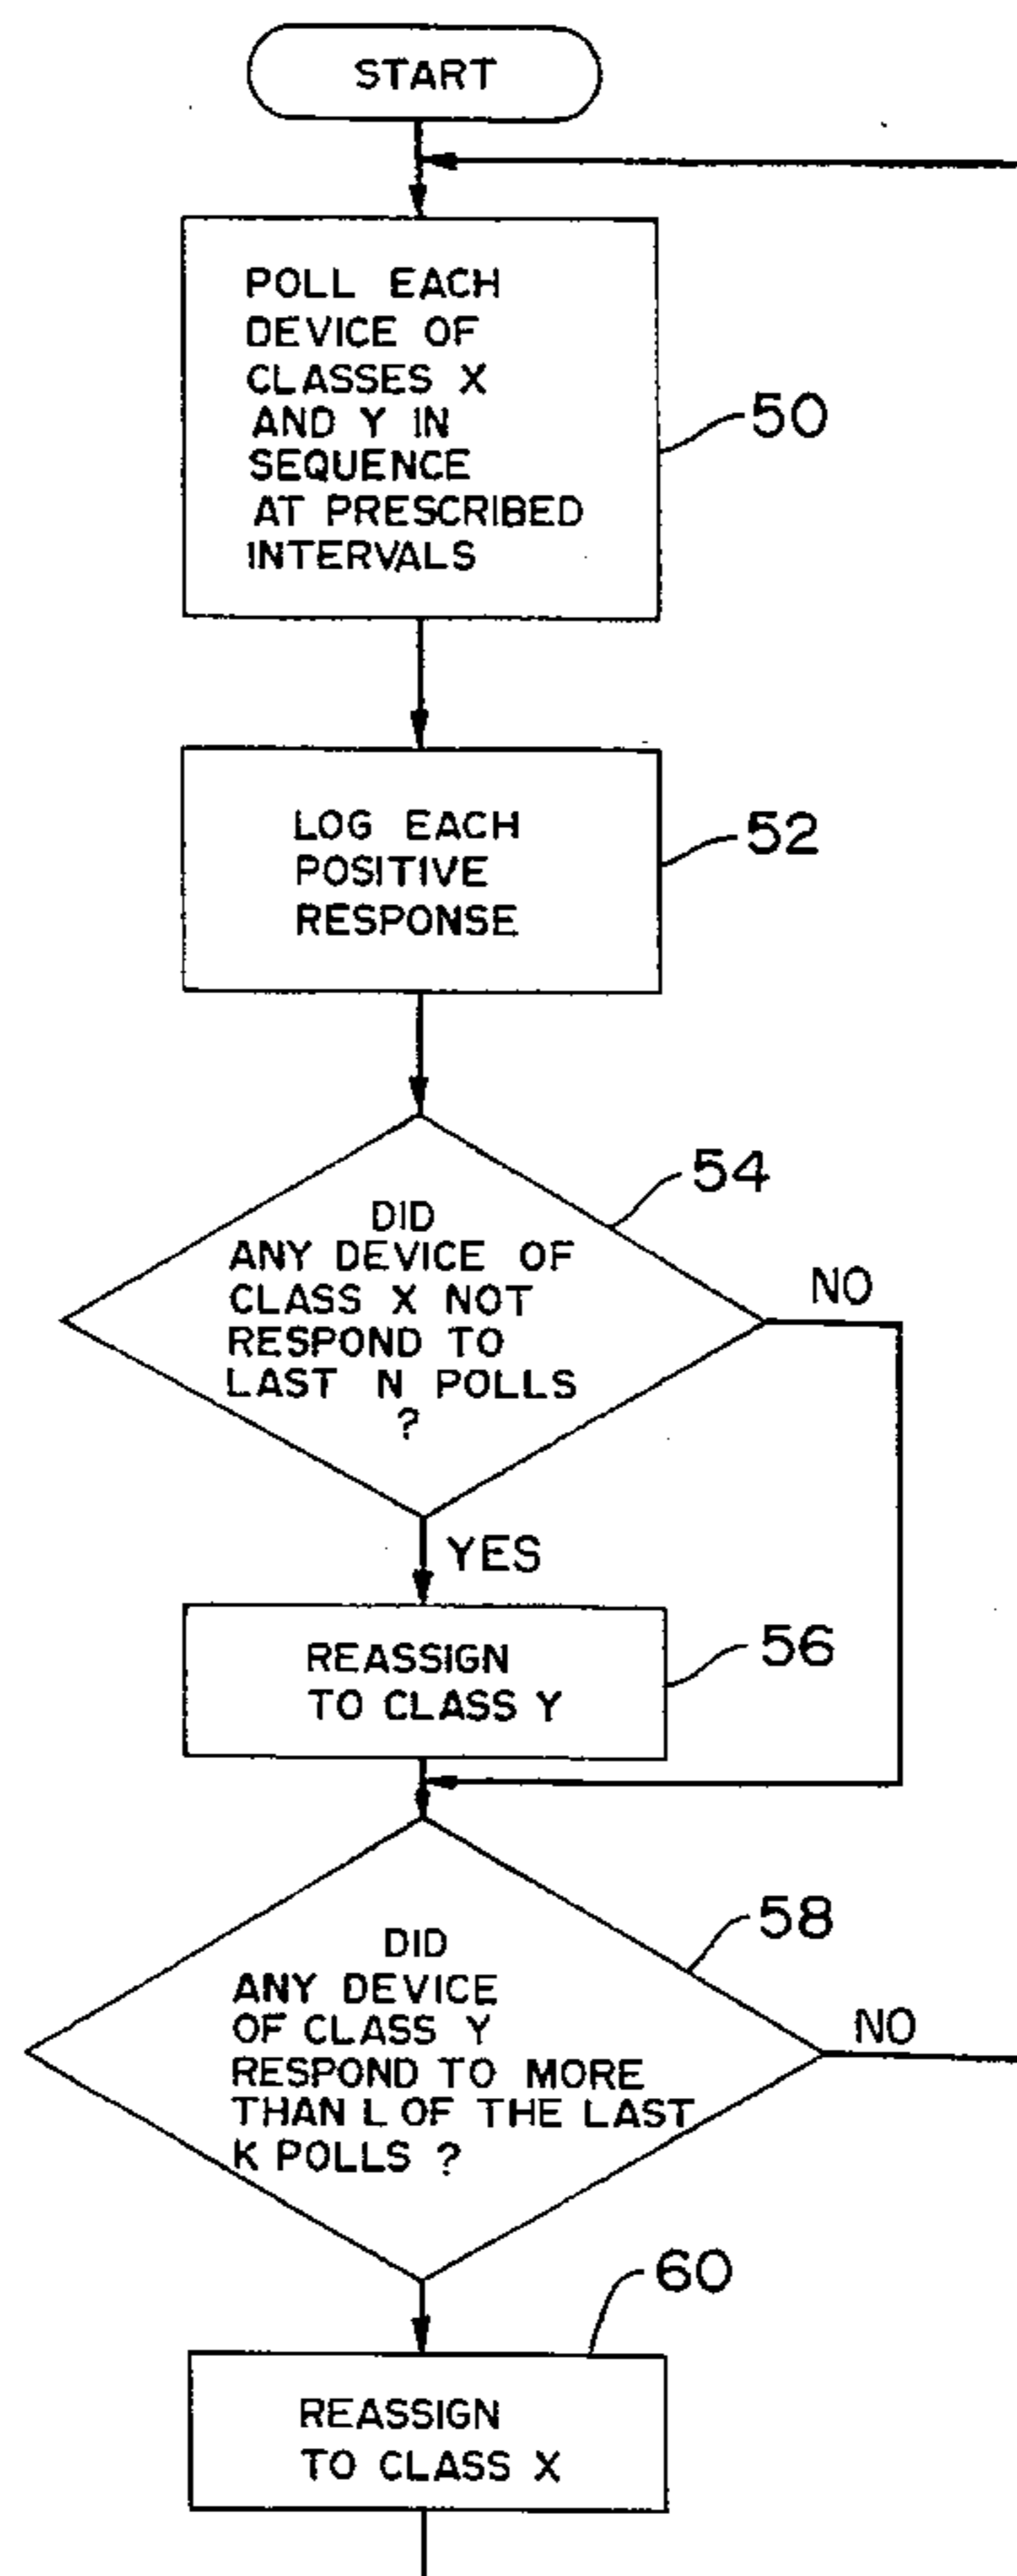 START
POLL EACH
DEVICE OF
CLASSES X
AND Y IN
SEQUENCE
AT PRESCRIBED
INTERVALS
50
LOG EACH
POSITIVE
RESPONSE
52
DID
ANY DEVICE OF
CLASS X NOT
RESPOND TO
LAST N POLLS
?
54
NO
YES
REASSIGN
TO CLASS Y
56
DID
ANY DEVICE
OF CLASS Y
RESPOND TO MORE
THAN L OF THE LAST
K POLLS ?
58
NO
REASSIGN
TO CLASS X
60